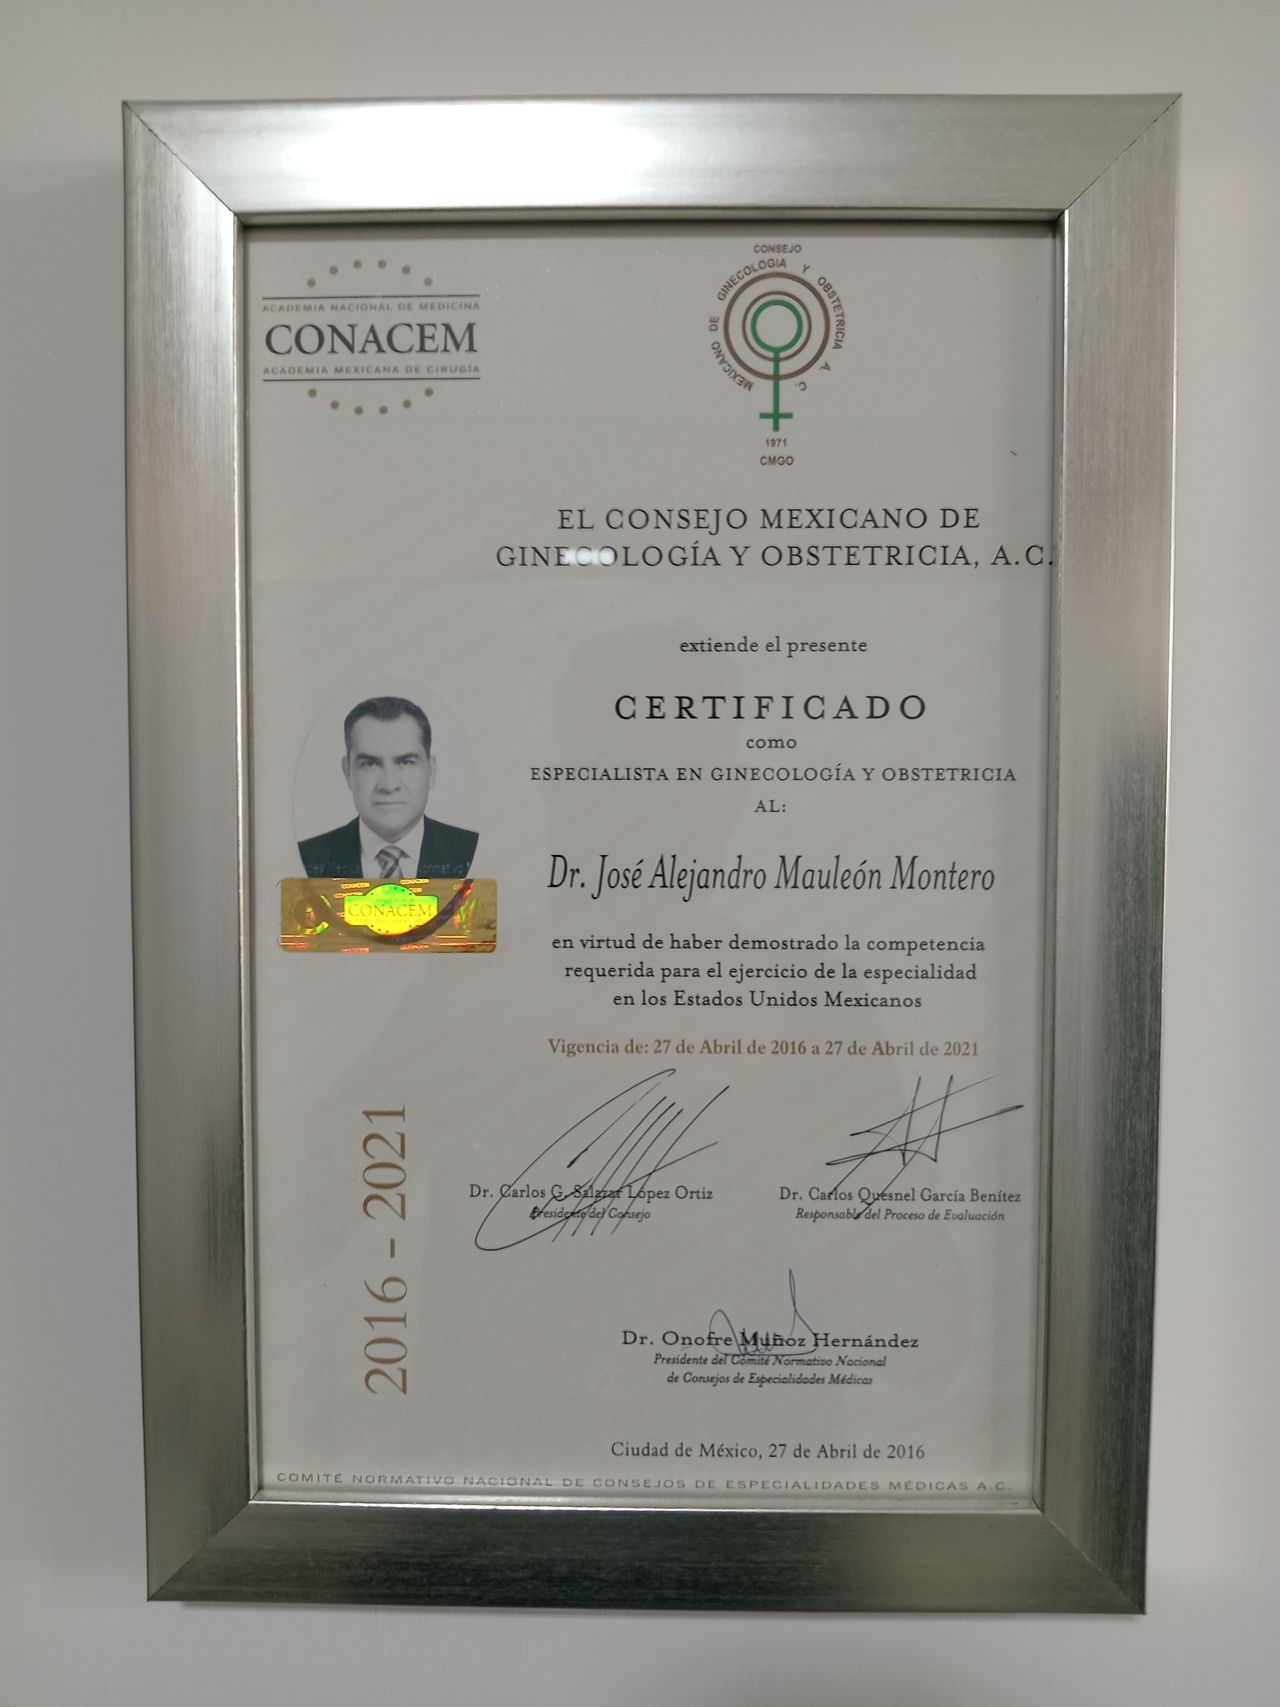 ACADEMIA NACIONAL DE MEDICINA
CONACEM
ACADEMIA MEXICANA DE CIRUGÍA
CONSEJO MEXICANO DE GINECOLOGIA Y OBSTETRICIA A. C.
1971
CMGO
EL CONSEJO MEXICANO DE
GINECOLOGÍA Y OBSTETRICIA, A.C.
extiende el presente
CERTIFICADO
como
ESPECIALISTA EN GINECOLOGÍA Y OBSTETRICIA
AL:
Dr. José Alejandro Mauleón Montero
CONACEM
en virtud de haber demostrado la competencia
requerida para el ejercicio de la especialidad
en los Estados Unidos Mexicanos
Vigencia de: 27 de Abril de 2016 a 27 de Abril de 2021
2016 - 2021
Dr. Carlos G. Salazar López Ortiz
Presidente del Consejo
Dr. Carlos Quesnel García Benítez
Responsable del Proceso de Evaluación
Dr. Onofre Muñoz Hernández
Presidente del Comité Normativo Nacional
de Consejos de Especialidades Médicas
Ciudad de México, 27 de Abril de 2016
COMITÉ NORMATIVO NACIONAL DE CONSEJOS DE ESPECIALIDADES MÉDICAS A.C.